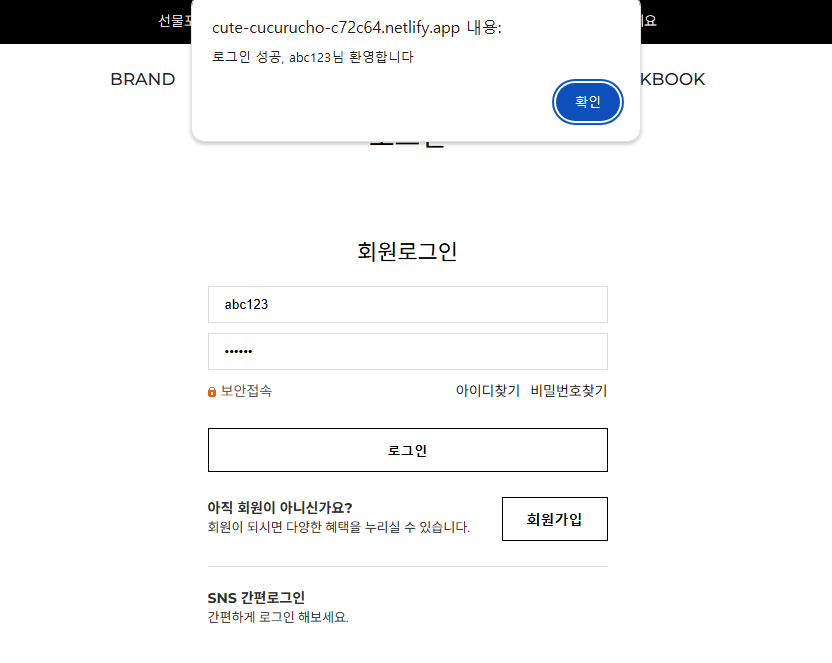 선물포
cute-cucurucho-c72c64.netlify.app 내용:
로그인 성공, abc123님 환영합니다
확인
요
BRAND
KBOOK
로그인
회원로그인
abc123
••••••
보안접속
아이디찾기 비밀번호찾기
로그인
아직 회원이 아니신가요?
회원이 되시면 다양한 혜택을 누리실 수 있습니다.
회원가입
SNS 간편로그인
간편하게 로그인 해보세요.